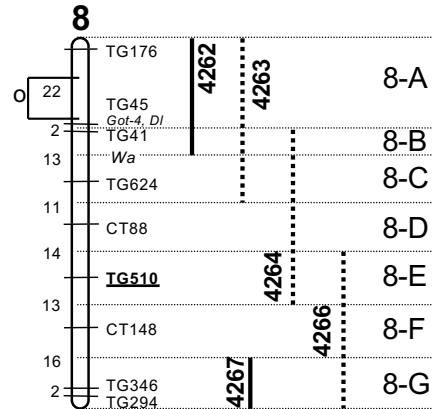 8
TG176
4262
4263
8-A
o
22
TG45
Got-4, Dl
2
TG41
8-B
13
Wa
8-C
TG624
11
CT88
8-D
14
4264
8-E
TG510
13
4266
8-F
CT148
16
4267
8-G
TG346
2
TG294